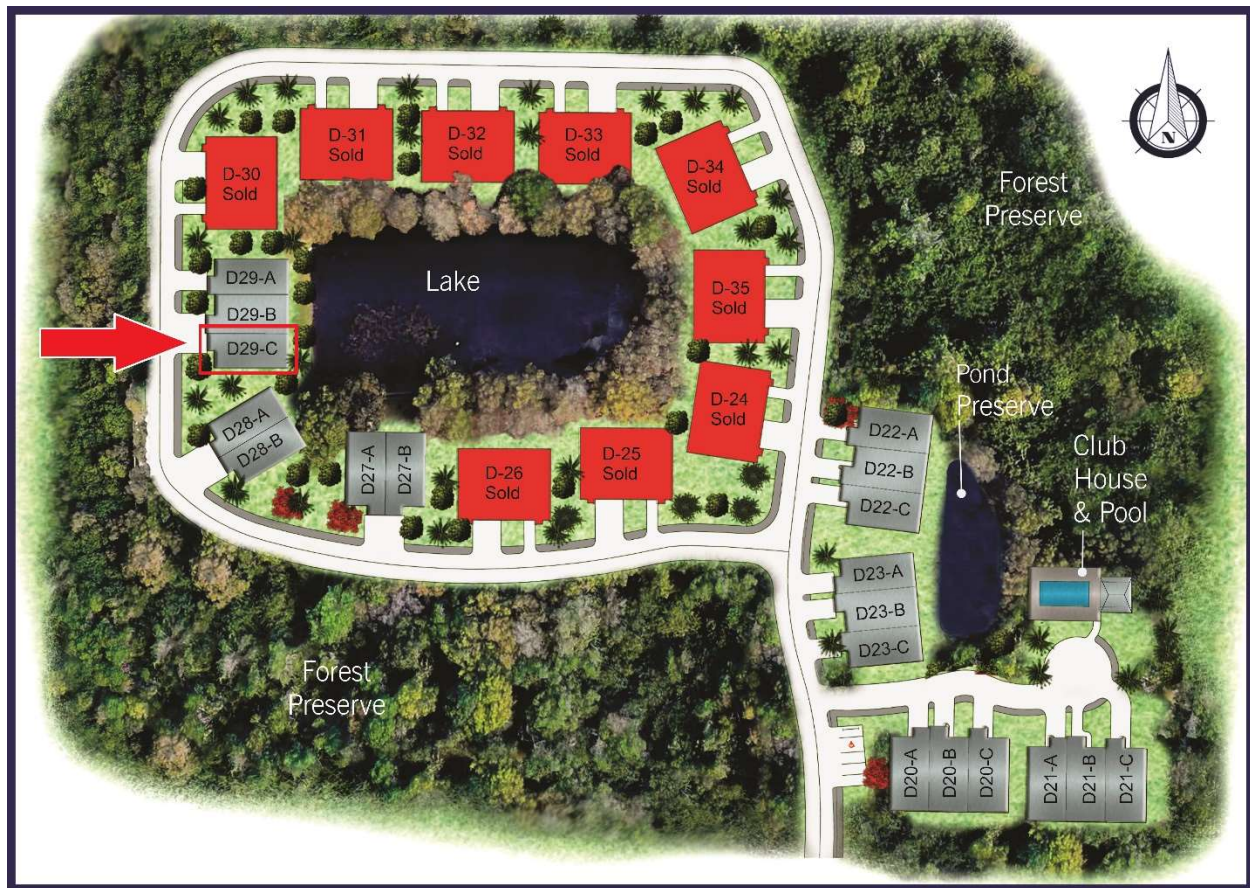 N
Forest
Preserve
D-31
Sold
D-32
Sold
D-33
Sold
D-30
Sold
D-34
Sold
D29-A
D29-B
D29-C
Lake
D-35
Sold
D-24
Sold
D28-A
D28-B
D27-A
D27-B
D-26
Sold
D-25
Sold
Pond
Preserve
Club
House
& Pool
D22-A
D22-B
D22-C
D23-A
D23-B
D23-C
Forest
Preserve
D20-A
D20-B
D20-C
D21-A
D21-B
D21-C